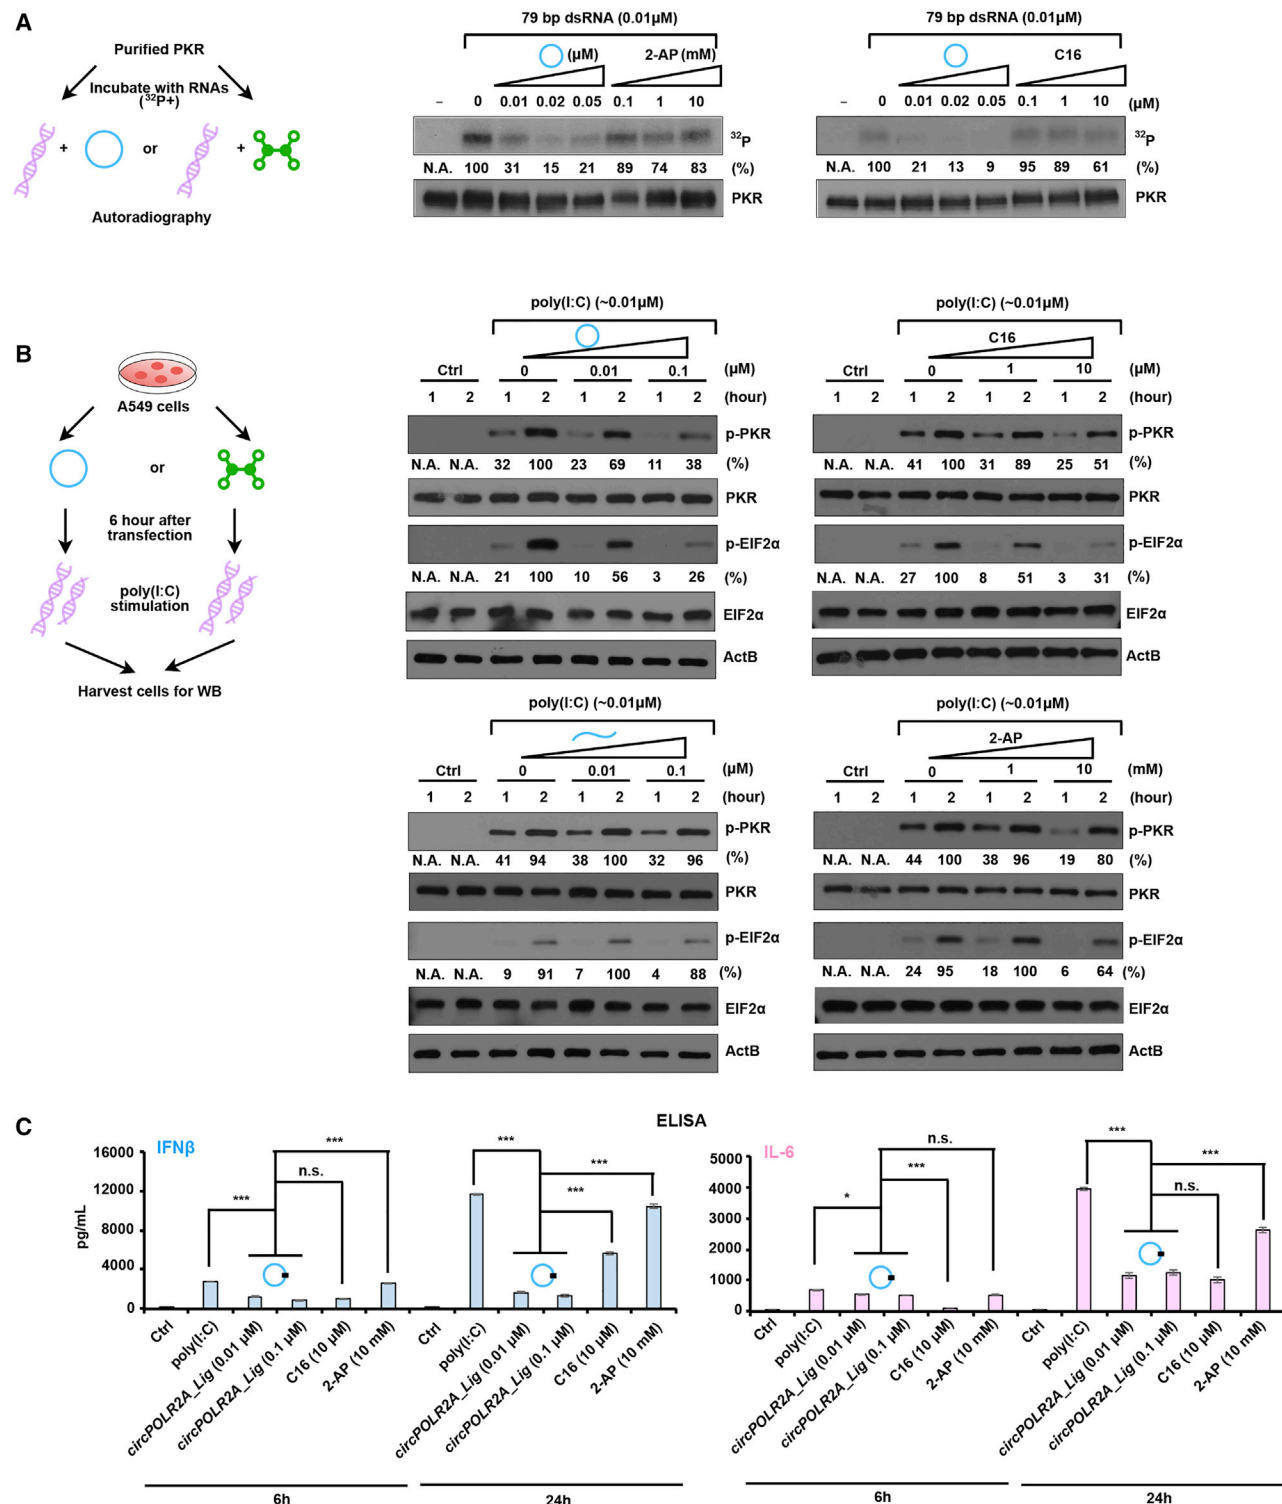 A
Purified PKR
Incubate with RNAs
(³²P+)
+ or +
Autoradiography
79 bp dsRNA (0.01µM)
(µM) 2-AP (mM)
– 0 0.01 0.02 0.05 0.1 1 10
³²P
N.A. 100 31 15 21 89 74 83 (%)
PKR
79 bp dsRNA (0.01µM)
C16
– 0 0.01 0.02 0.05 0.1 1 10 (µM)
³²P
N.A. 100 21 13 9 95 89 61 (%)
PKR
B
A549 cells
or
6 hour after
transfection
poly(I:C)
stimulation
Harvest cells for WB
poly(I:C) (~0.01µM)
Ctrl 0 0.01 0.1 (µM)
1 2 1 2 1 2 1 2 (hour)
p-PKR
N.A. N.A. 32 100 23 69 11 38 (%)
PKR
p-EIF2α
N.A. N.A. 21 100 10 56 3 26 (%)
EIF2α
ActB
poly(I:C) (~0.01µM)
C16
Ctrl 0 1 10 (µM)
1 2 1 2 1 2 1 2 (hour)
p-PKR
N.A. N.A. 41 100 31 89 25 51 (%)
PKR
p-EIF2α
N.A. N.A. 27 100 8 51 3 31 (%)
EIF2α
ActB
poly(I:C) (~0.01µM)
Ctrl 0 0.01 0.1 (µM)
1 2 1 2 1 2 1 2 (hour)
p-PKR
N.A. N.A. 41 94 38 100 32 96 (%)
PKR
p-EIF2α
N.A. N.A. 9 91 7 100 4 88 (%)
EIF2α
ActB
poly(I:C) (~0.01µM)
2-AP
Ctrl 0 1 10 (mM)
1 2 1 2 1 2 1 2 (hour)
p-PKR
N.A. N.A. 44 100 38 96 19 80 (%)
PKR
p-EIF2α
N.A. N.A. 24 95 18 100 6 64 (%)
EIF2α
ActB
C
ELISA
IFNβ
pg/mL
16000
12000
8000
4000
0
***
n.s.
***
***
***
***
Ctrl
poly(I:C)
circPOLR2A_Lig (0.01 µM)
circPOLR2A_Lig (0.1 µM)
C16 (10 µM)
2-AP (10 mM)
Ctrl
poly(I:C)
circPOLR2A_Lig (0.01 µM)
circPOLR2A_Lig (0.1 µM)
C16 (10 µM)
2-AP (10 mM)
6h 24h
IL-6
5000
4000
3000
2000
1000
0
n.s.
***
*
***
***
n.s.
Ctrl
poly(I:C)
circPOLR2A_Lig (0.01 µM)
circPOLR2A_Lig (0.1 µM)
C16 (10 µM)
2-AP (10 mM)
Ctrl
poly(I:C)
circPOLR2A_Lig (0.01 µM)
circPOLR2A_Lig (0.1 µM)
C16 (10 µM)
2-AP (10 mM)
6h 24h